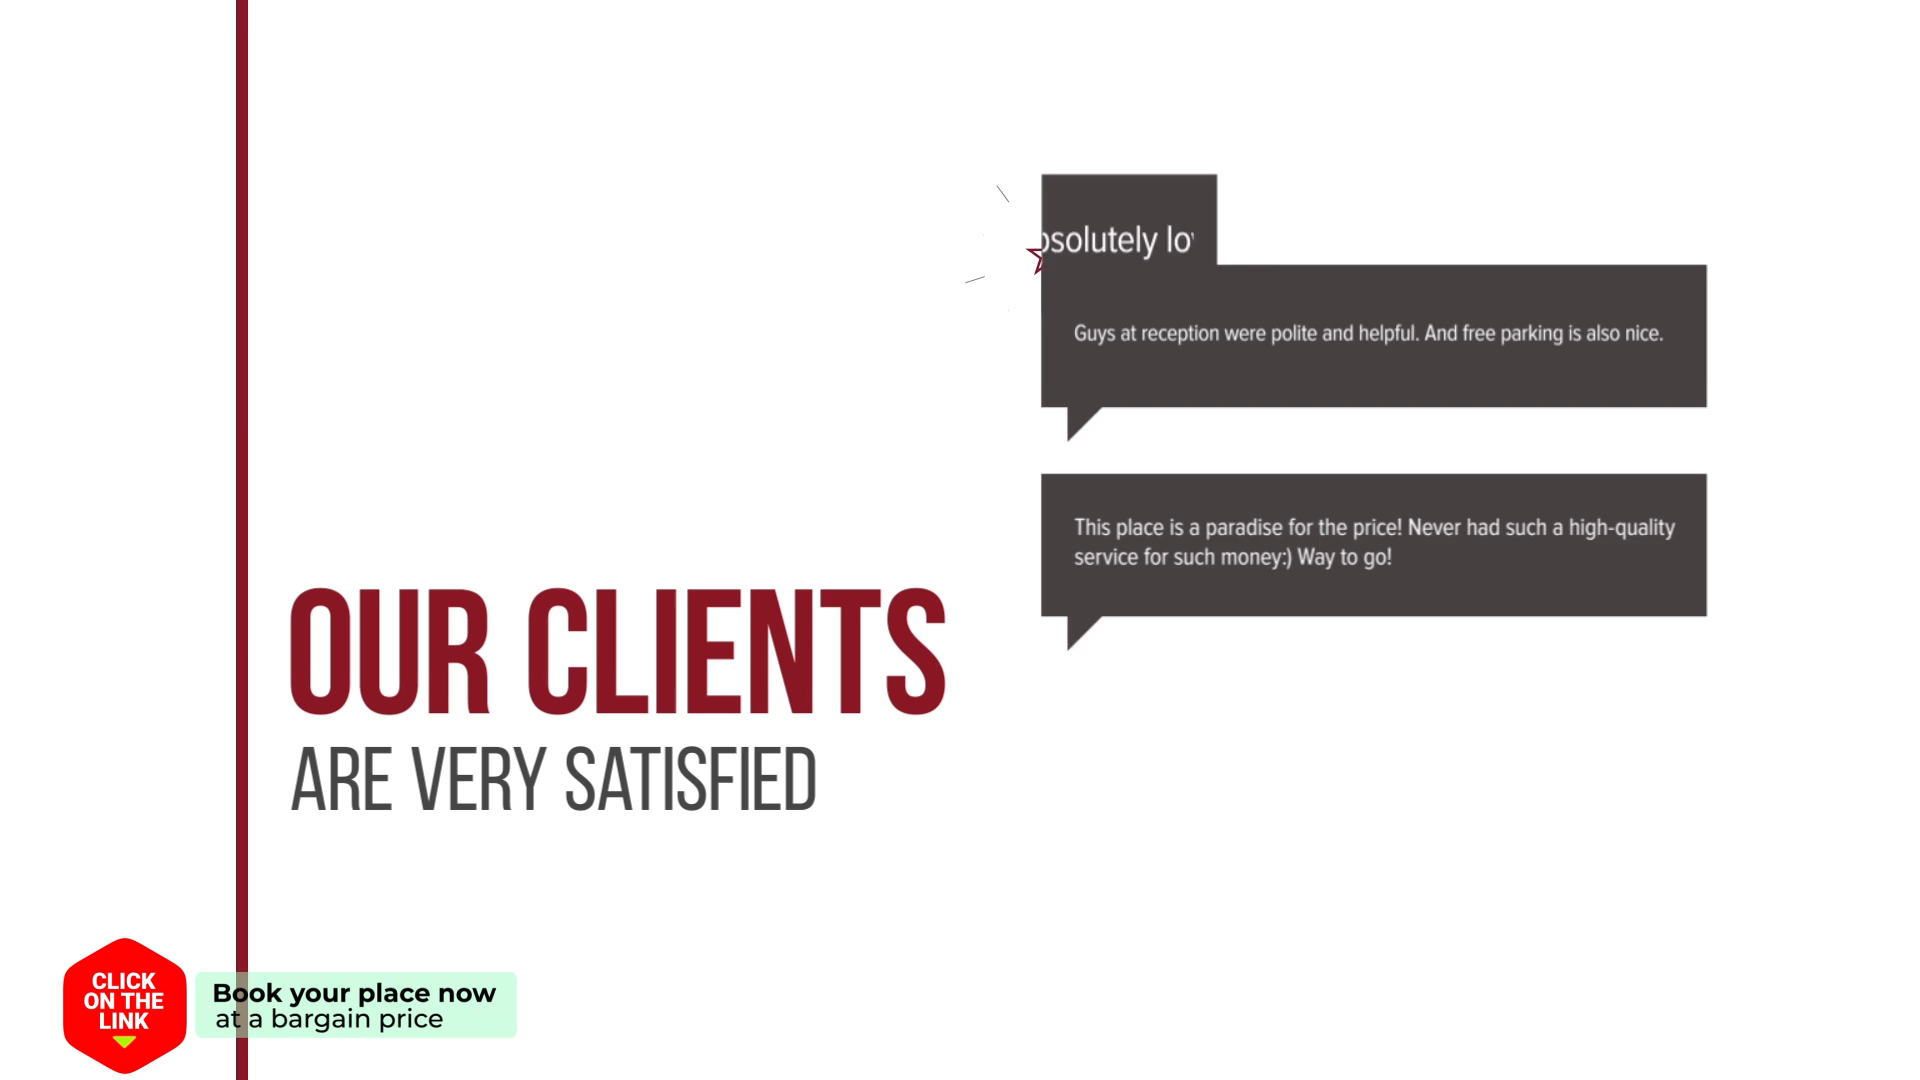 OUR CLIENTS
ARE VERY SATISFIED
Guys at reception were polite and helpful. And free parking is also nice.
This place is a paradise for the price! Never had such a high-quality
service for such money:) Way to go!
CLICK
ON THE
LINK
Book your place now
at a bargain price